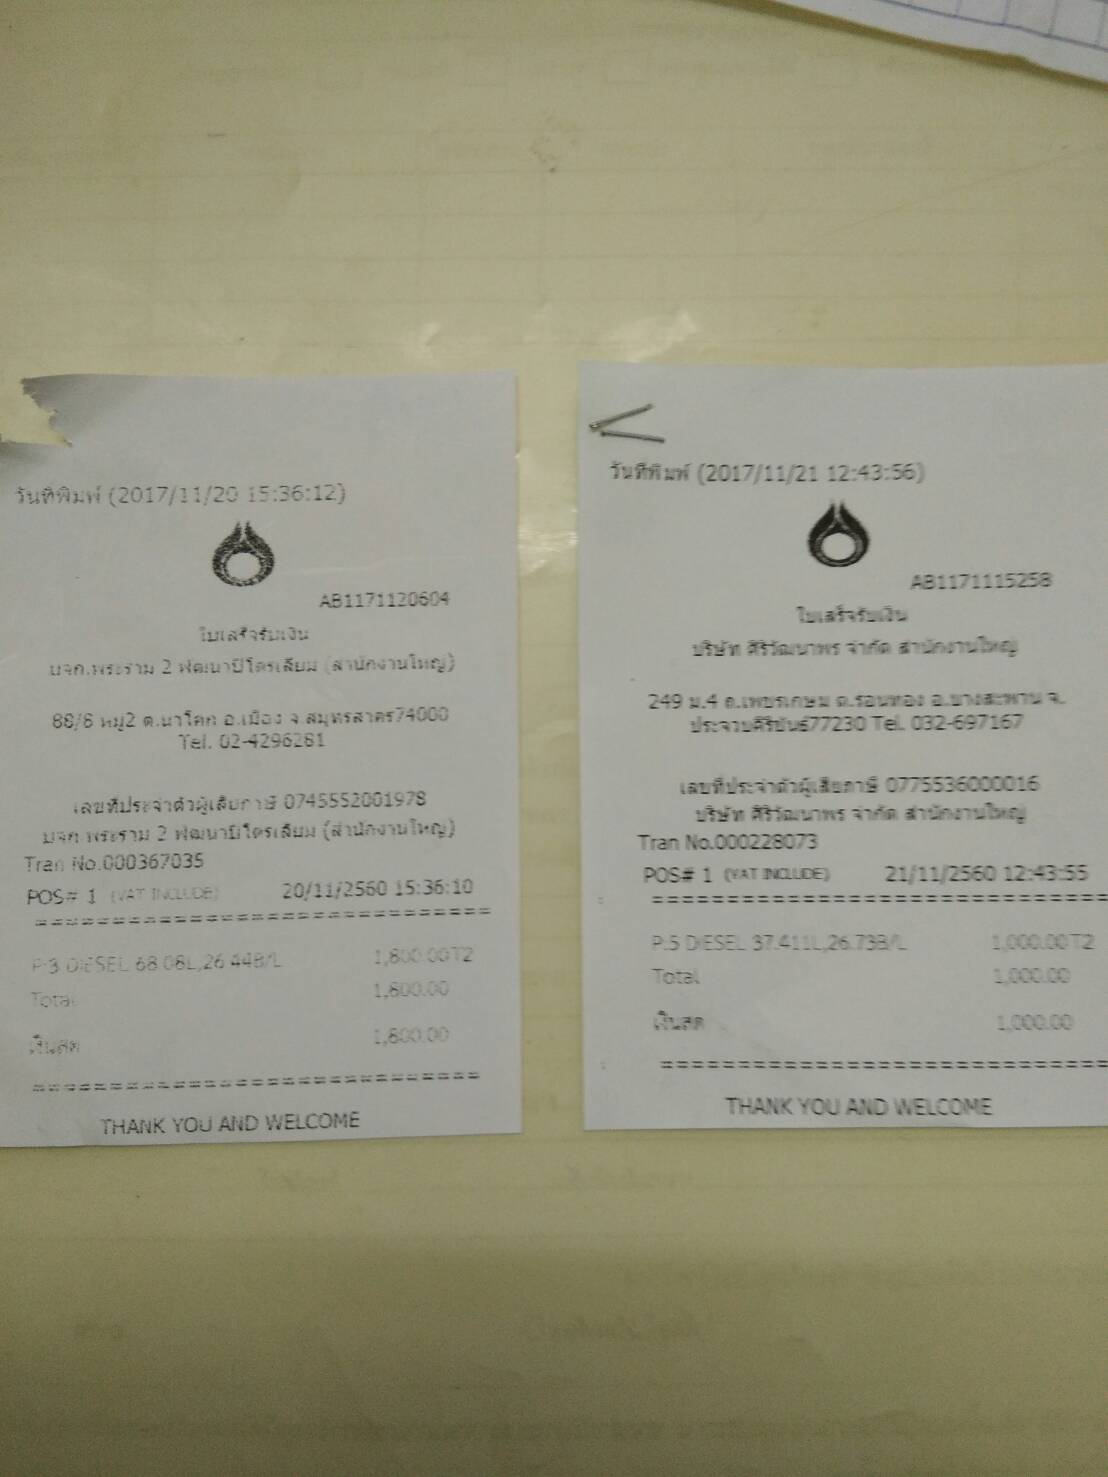 วันที่พิมพ์ (2017/11/20 15:36:12)
AB1171120604
ใบเสร็จรับเงิน
บจก.พระราม 2 พัฒนาปิโตรเลียม (สำนักงานใหญ่)
88/8 หมู่2 ต.นาโคก อ.เมือง จ.สมุทรสาคร74000
Tel. 02-4296281
เลขที่ประจำตัวผู้เสียภาษี 0745552001978
บจก.พระราม 2 พัฒนาปิโตรเลียม (สำนักงานใหญ่)
Tran No.000367035
POS# 1 (VAT INCLUDE) 20/11/2560 15:36:10
==============================
P:3 DIESEL 68.08L,26.44B/L 1,800.00T2
Total 1,800.00
เงินสด 1,800.00
==============================
THANK YOU AND WELCOME
วันที่พิมพ์ (2017/11/21 12:43:56)
AB1171115258
ใบเสร็จรับเงิน
บริษัท ศิริวัฒนาพร จำกัด สำนักงานใหญ่
249 ม.4 ถ.เพชรเกษม ต.ร่อนทอง อ.บางสะพาน จ.
ประจวบคีรีขันธ์77230 Tel. 032-697167
เลขที่ประจำตัวผู้เสียภาษี 0775536000016
บริษัท ศิริวัฒนาพร จำกัด สำนักงานใหญ่
Tran No.000228073
POS# 1 (VAT INCLUDE) 21/11/2560 12:43:55
==============================
P:5 DIESEL 37.411L,26.73B/L 1,000.00T2
Total 1,000.00
เงินสด 1,000.00
==============================
THANK YOU AND WELCOME